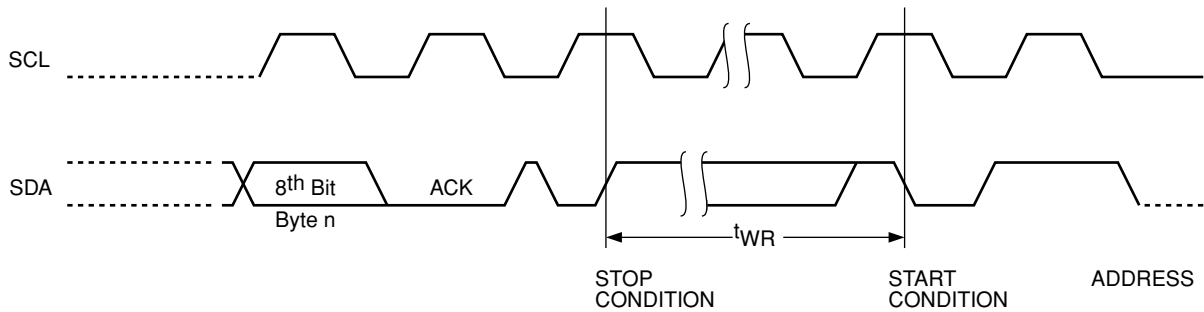 SCL
SDA
8th Bit
Byte n
ACK
tWR
STOP
CONDITION
START
CONDITION
ADDRESS